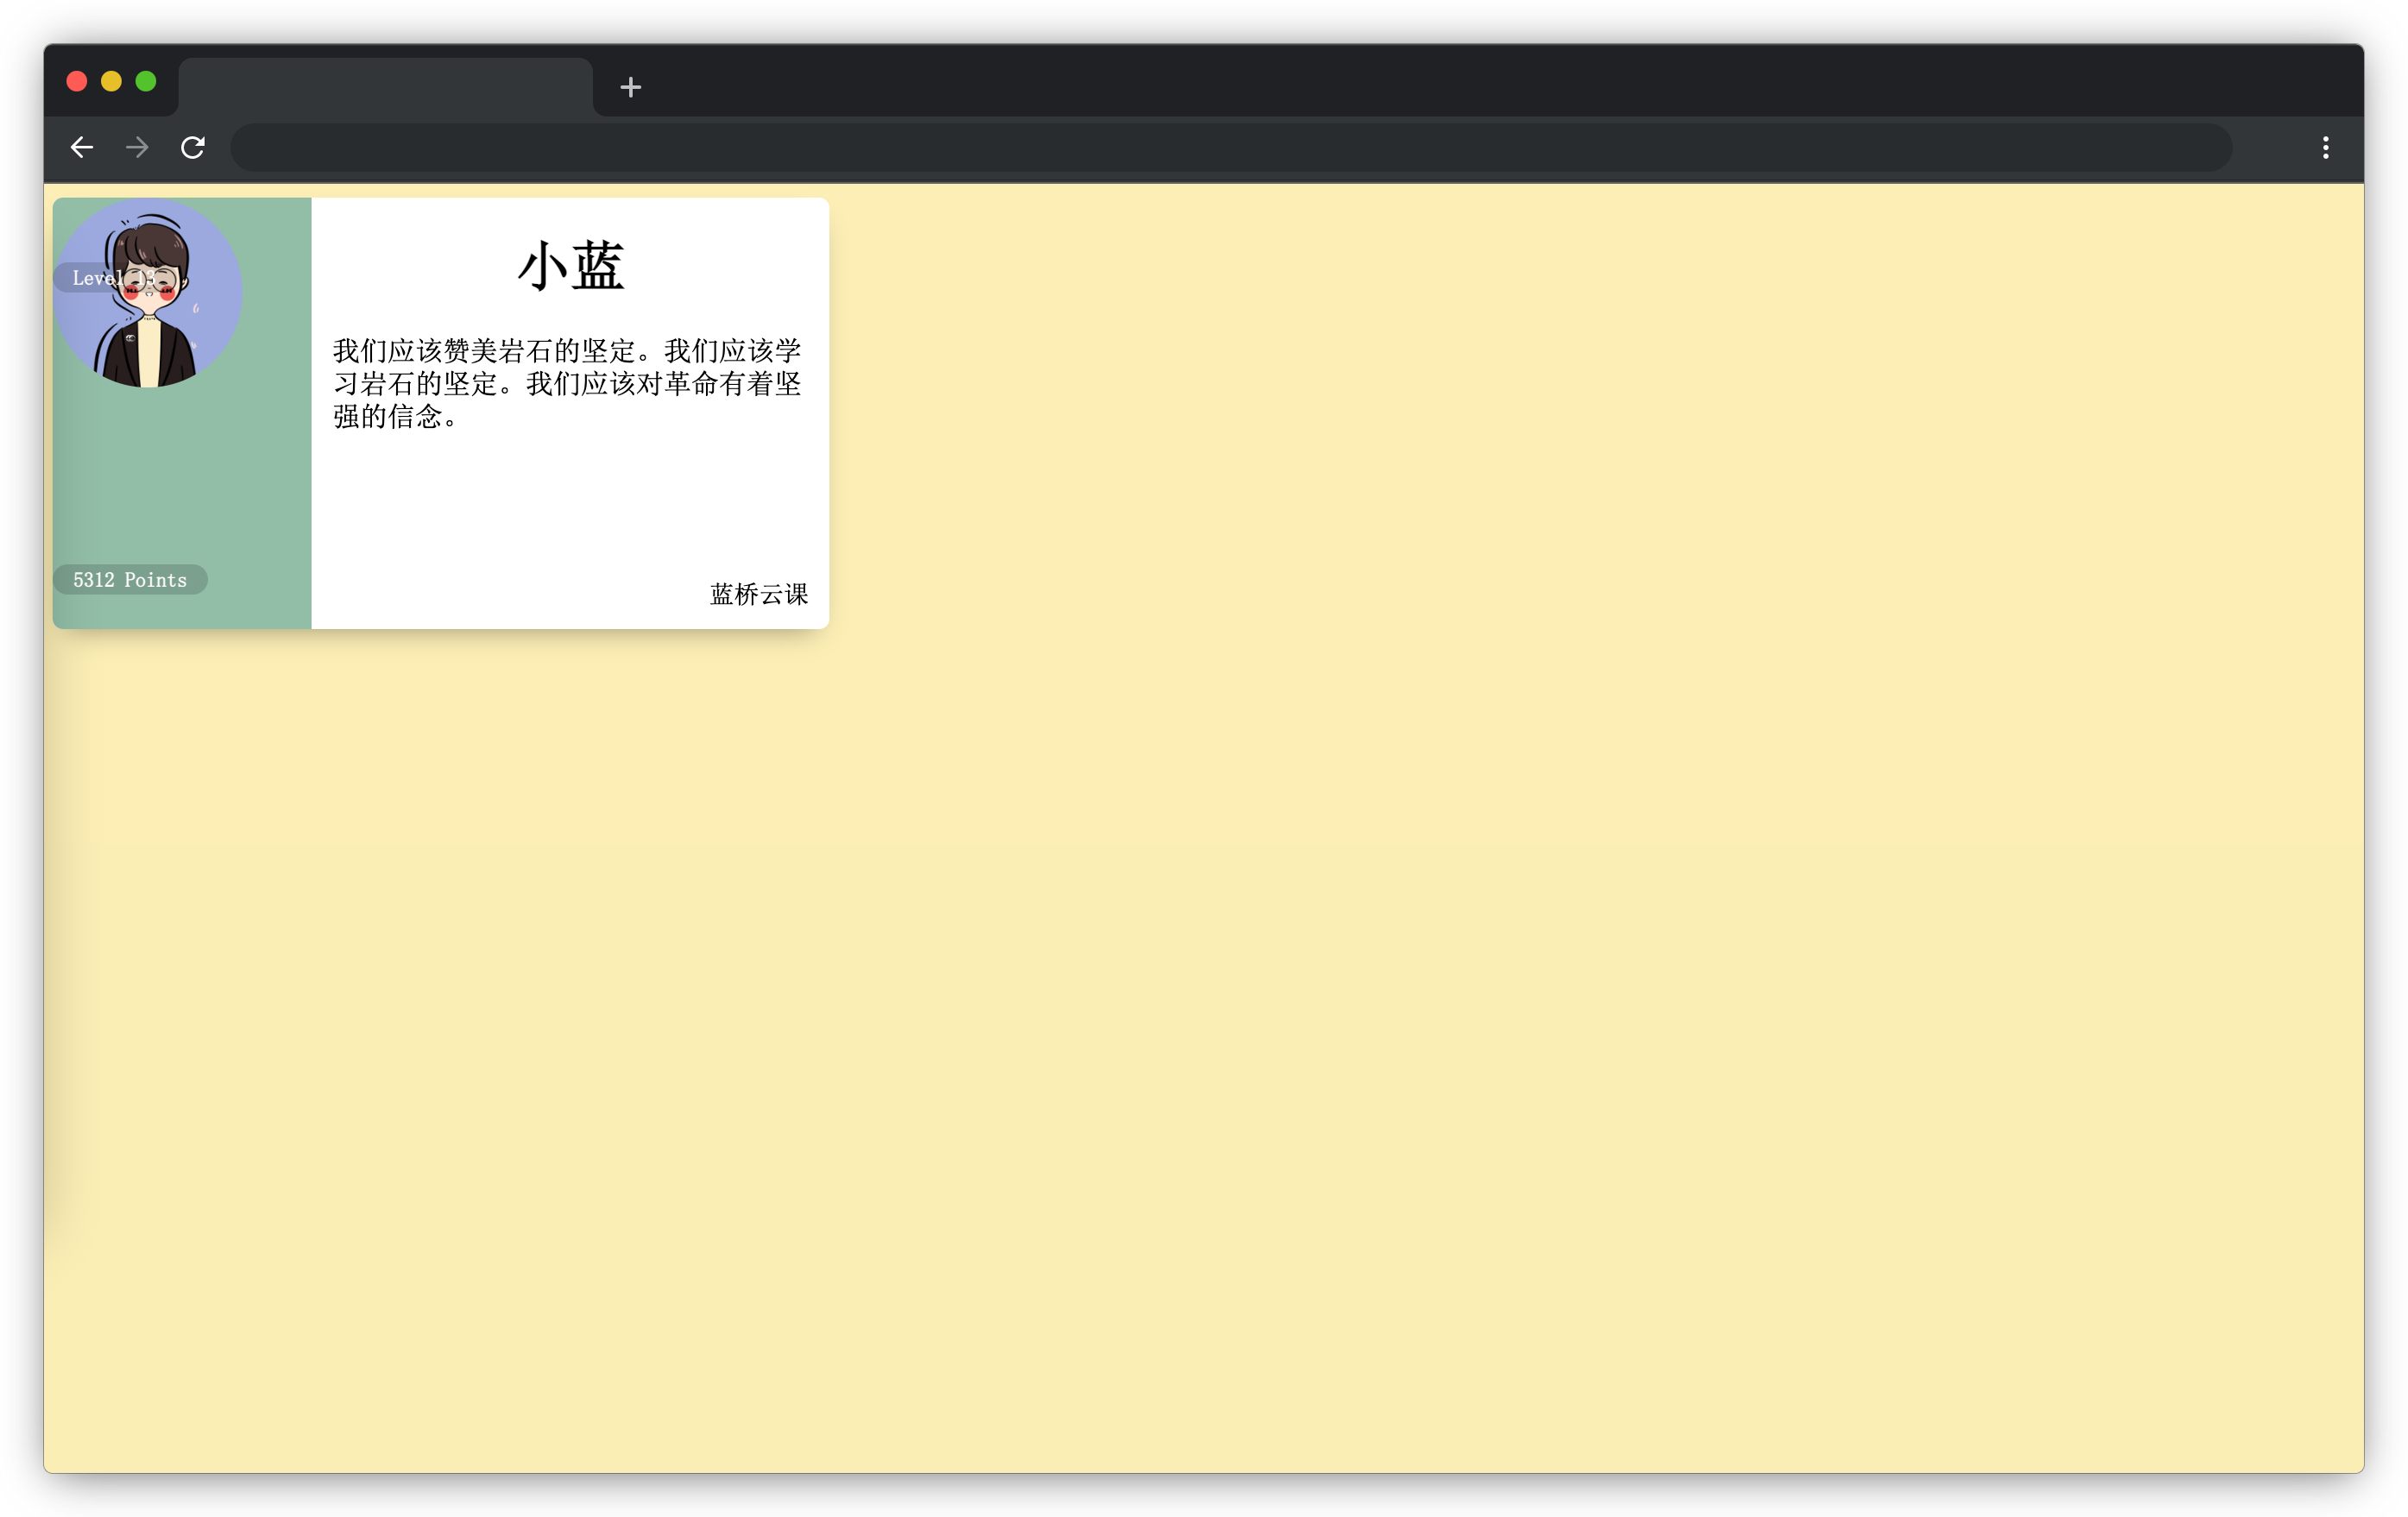 小蓝
Level 13
我们应该赞美岩石的坚定。我们应该学
习岩石的坚定。我们应该对革命有着坚
强的信念。
5312 Points
蓝桥云课